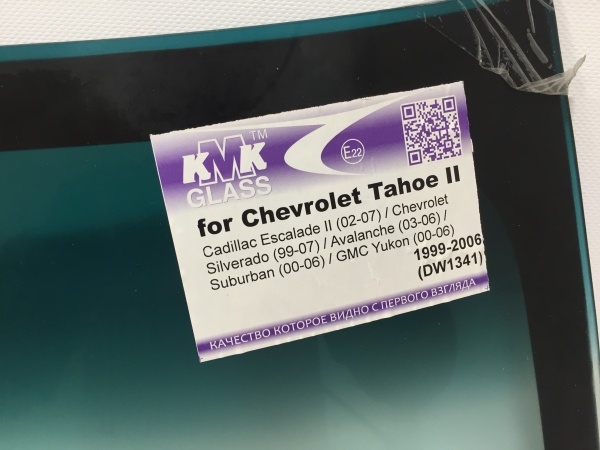 KMK TM
GLASS
E22
for Chevrolet Tahoe II
Cadillac Escalade II (02-07) / Chevrolet
Silverado (99-07) / Avalanche (03-06) /
Suburban (00-06) / GMC Yukon (00-06)
1999-2006
(DW1341)
КАЧЕСТВО КОТОРОЕ ВИДНО С ПЕРВОГО ВЗГЛЯДА